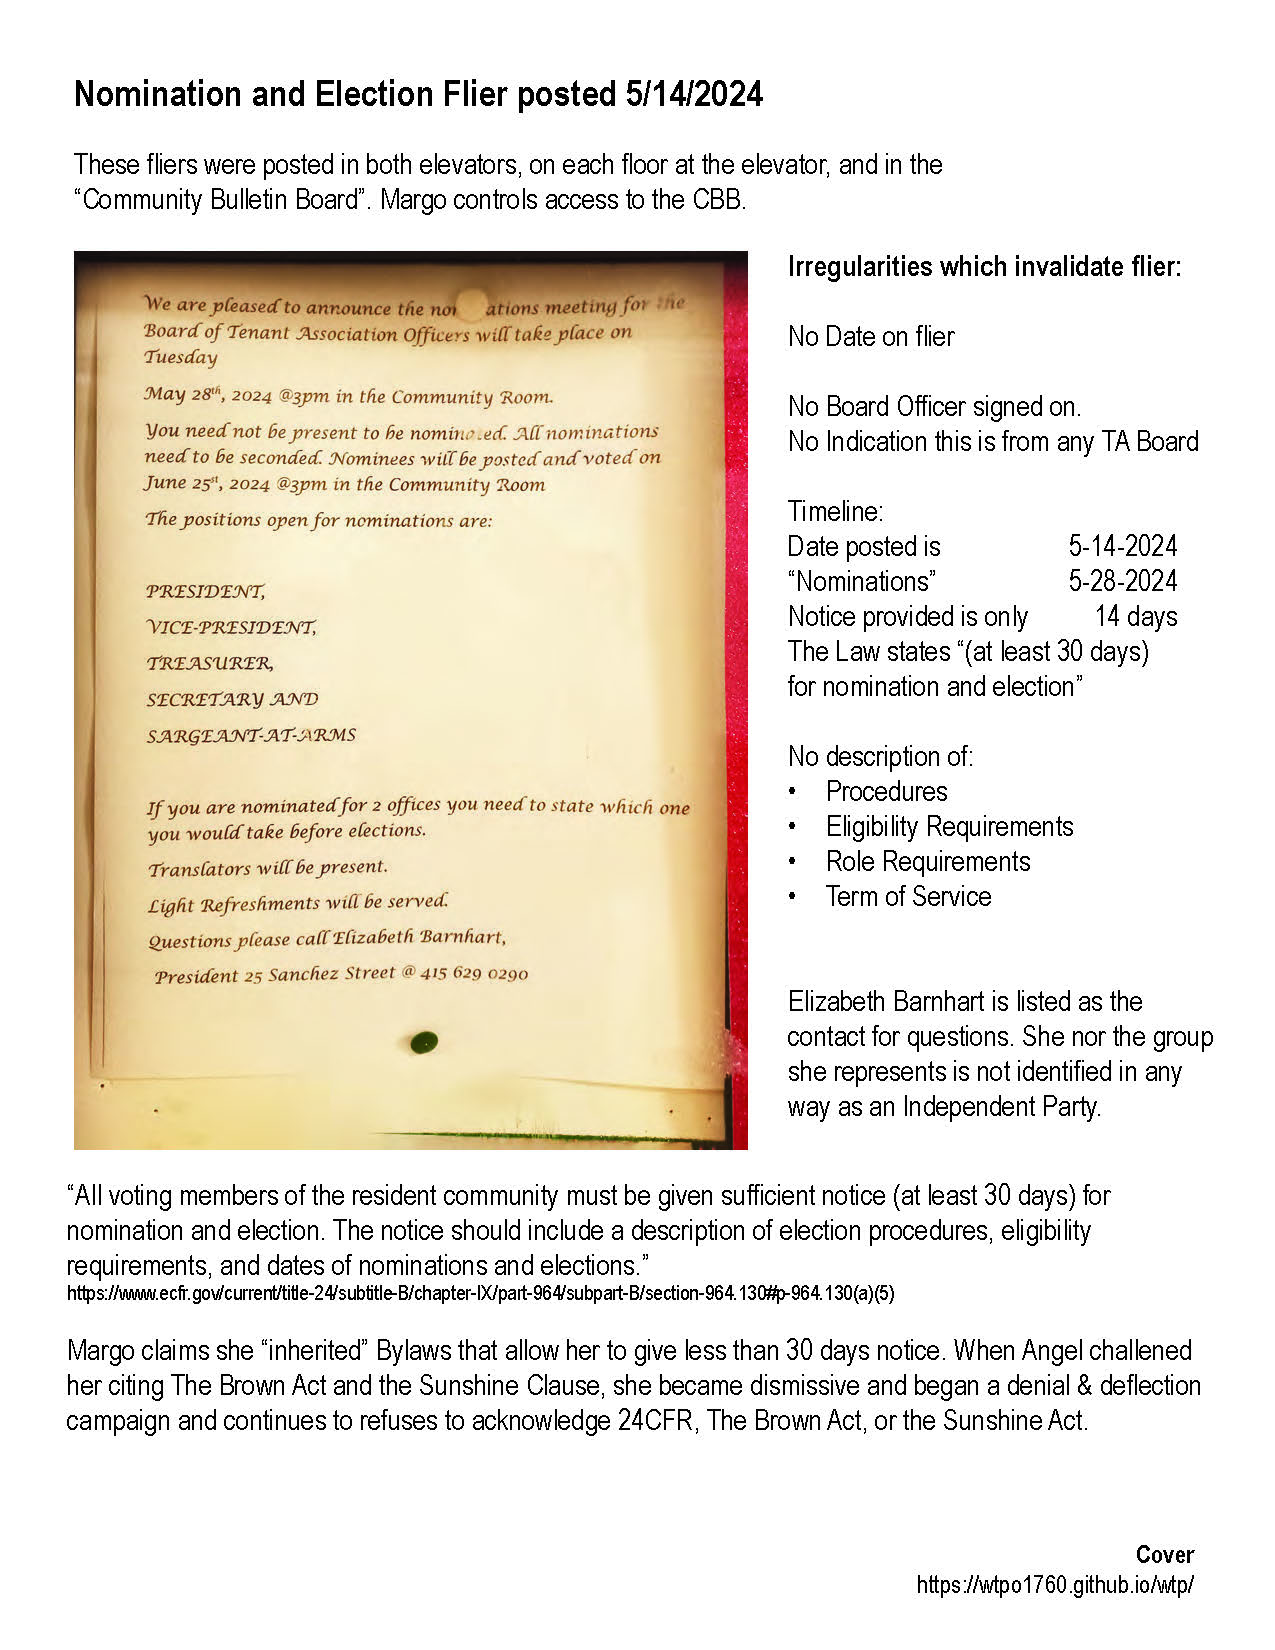 Nomination and Election Flier posted 5/14/2024
These fliers were posted in both elevators, on each floor at the elevator, and in the
“Community Bulletin Board”. Margo controls access to the CBB.
We are pleased to announce the ations meeting for the
Board of Tenant Association Officers will take place on
Tuesday
May 28th, 2024 @3pm in the Community Room.
You need not be present to be nominated. All nominations
need to be seconded. Nominees will be posted and voted on
June 25st, 2024 @3pm in the Community Room
The positions open for nominations are:
PRESIDENT,
VICE-PRESIDENT,
TREASURER,
SECRETARY AND
SARGEANT-AT-ARMS
If you are nominated for 2 offices you need to state which one
you would take before elections.
Translators will be present.
Light Refreshments will be served.
Questions please call Elizabeth Barnhart,
President 25 Sanchez Street @ 415 629 0290
Irregularities which invalidate flier:
No Date on flier
No Board Officer signed on.
No Indication this is from any TA Board
Timeline:
Date posted is 5-14-2024
“Nominations” 5-28-2024
Notice provided is only 14 days
The Law states “(at least 30 days)
for nomination and election”
No description of:
• Procedures
• Eligibility Requirements
• Role Requirements
• Term of Service
Elizabeth Barnhart is listed as the
contact for questions. She nor the group
she represents is not identified in any
way as an Independent Party.
“All voting members of the resident community must be given sufficient notice (at least 30 days) for
nomination and election. The notice should include a description of election procedures, eligibility
requirements, and dates of nominations and elections.”
https://www.ecfr.gov/current/title-24/subtitle-B/chapter-IX/part-964/subpart-B/section-964.130#p-964.130(a)(5)
Margo claims she “inherited” Bylaws that allow her to give less than 30 days notice. When Angel challened
her citing The Brown Act and the Sunshine Clause, she became dismissive and began a denial & deflection
campaign and continues to refuses to acknowledge 24CFR, The Brown Act, or the Sunshine Act.
Cover
https://wtpo1760.github.io/wtp/